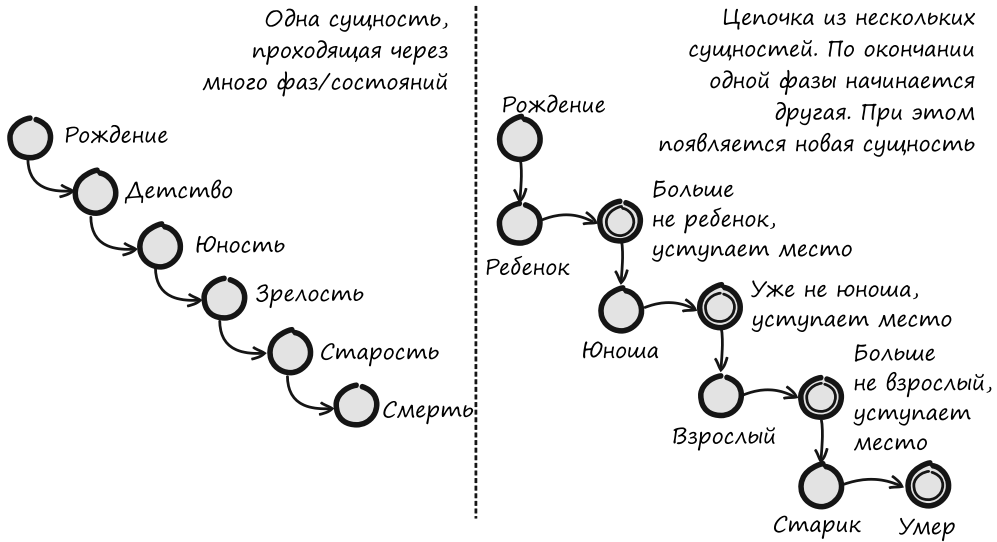 Одна сущность,
проходящая через
много фаз/состояний
Рождение
Детство
Юность
Зрелость
Старость
Смерть
Цепочка из нескольких
сущностей. По окончании
одной фазы начинается
другая. При этом
появляется новая сущность
Рождение
Больше
не ребенок,
уступает место
Ребенок
Уже не юноша,
уступает место
Юноша
Больше
не взрослый,
уступает
место
Взрослый
Старик
Умер